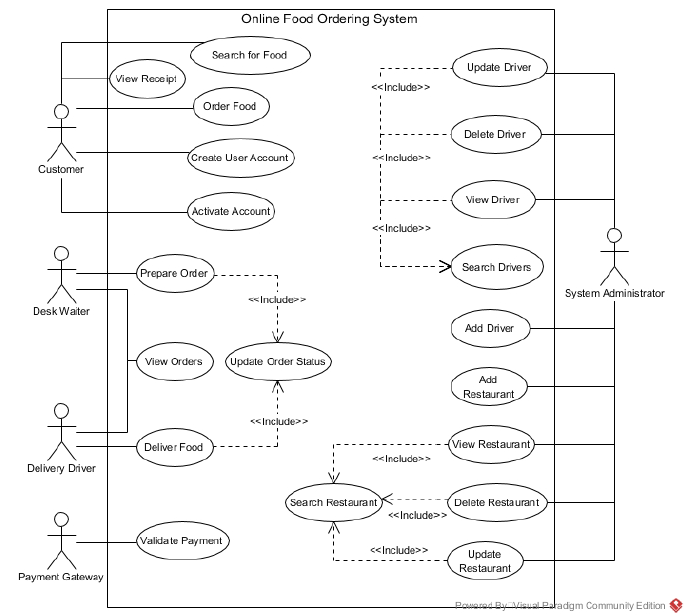 Online Food Ordering System
Search for Food
View Receipt
Order Food
Customer
Create User Account
Activate Account
Update Driver
<<Include>>
Delete Driver
<<Include>>
View Driver
<<Include>>
Search Drivers
System Administrator
Desk Waiter
Prepare Order
<<Include>>
Add Driver
View Orders
Update Order Status
Add
Restaurant
Delivery Driver
Deliver Food
<<Include>>
View Restaurant
<<Include>>
Search Restaurant
Delete Restaurant
<<Include>>
Payment Gateway
Validate Payment
<<Include>>
Update
Restaurant
Powered By Visual Paradigm Community Edition